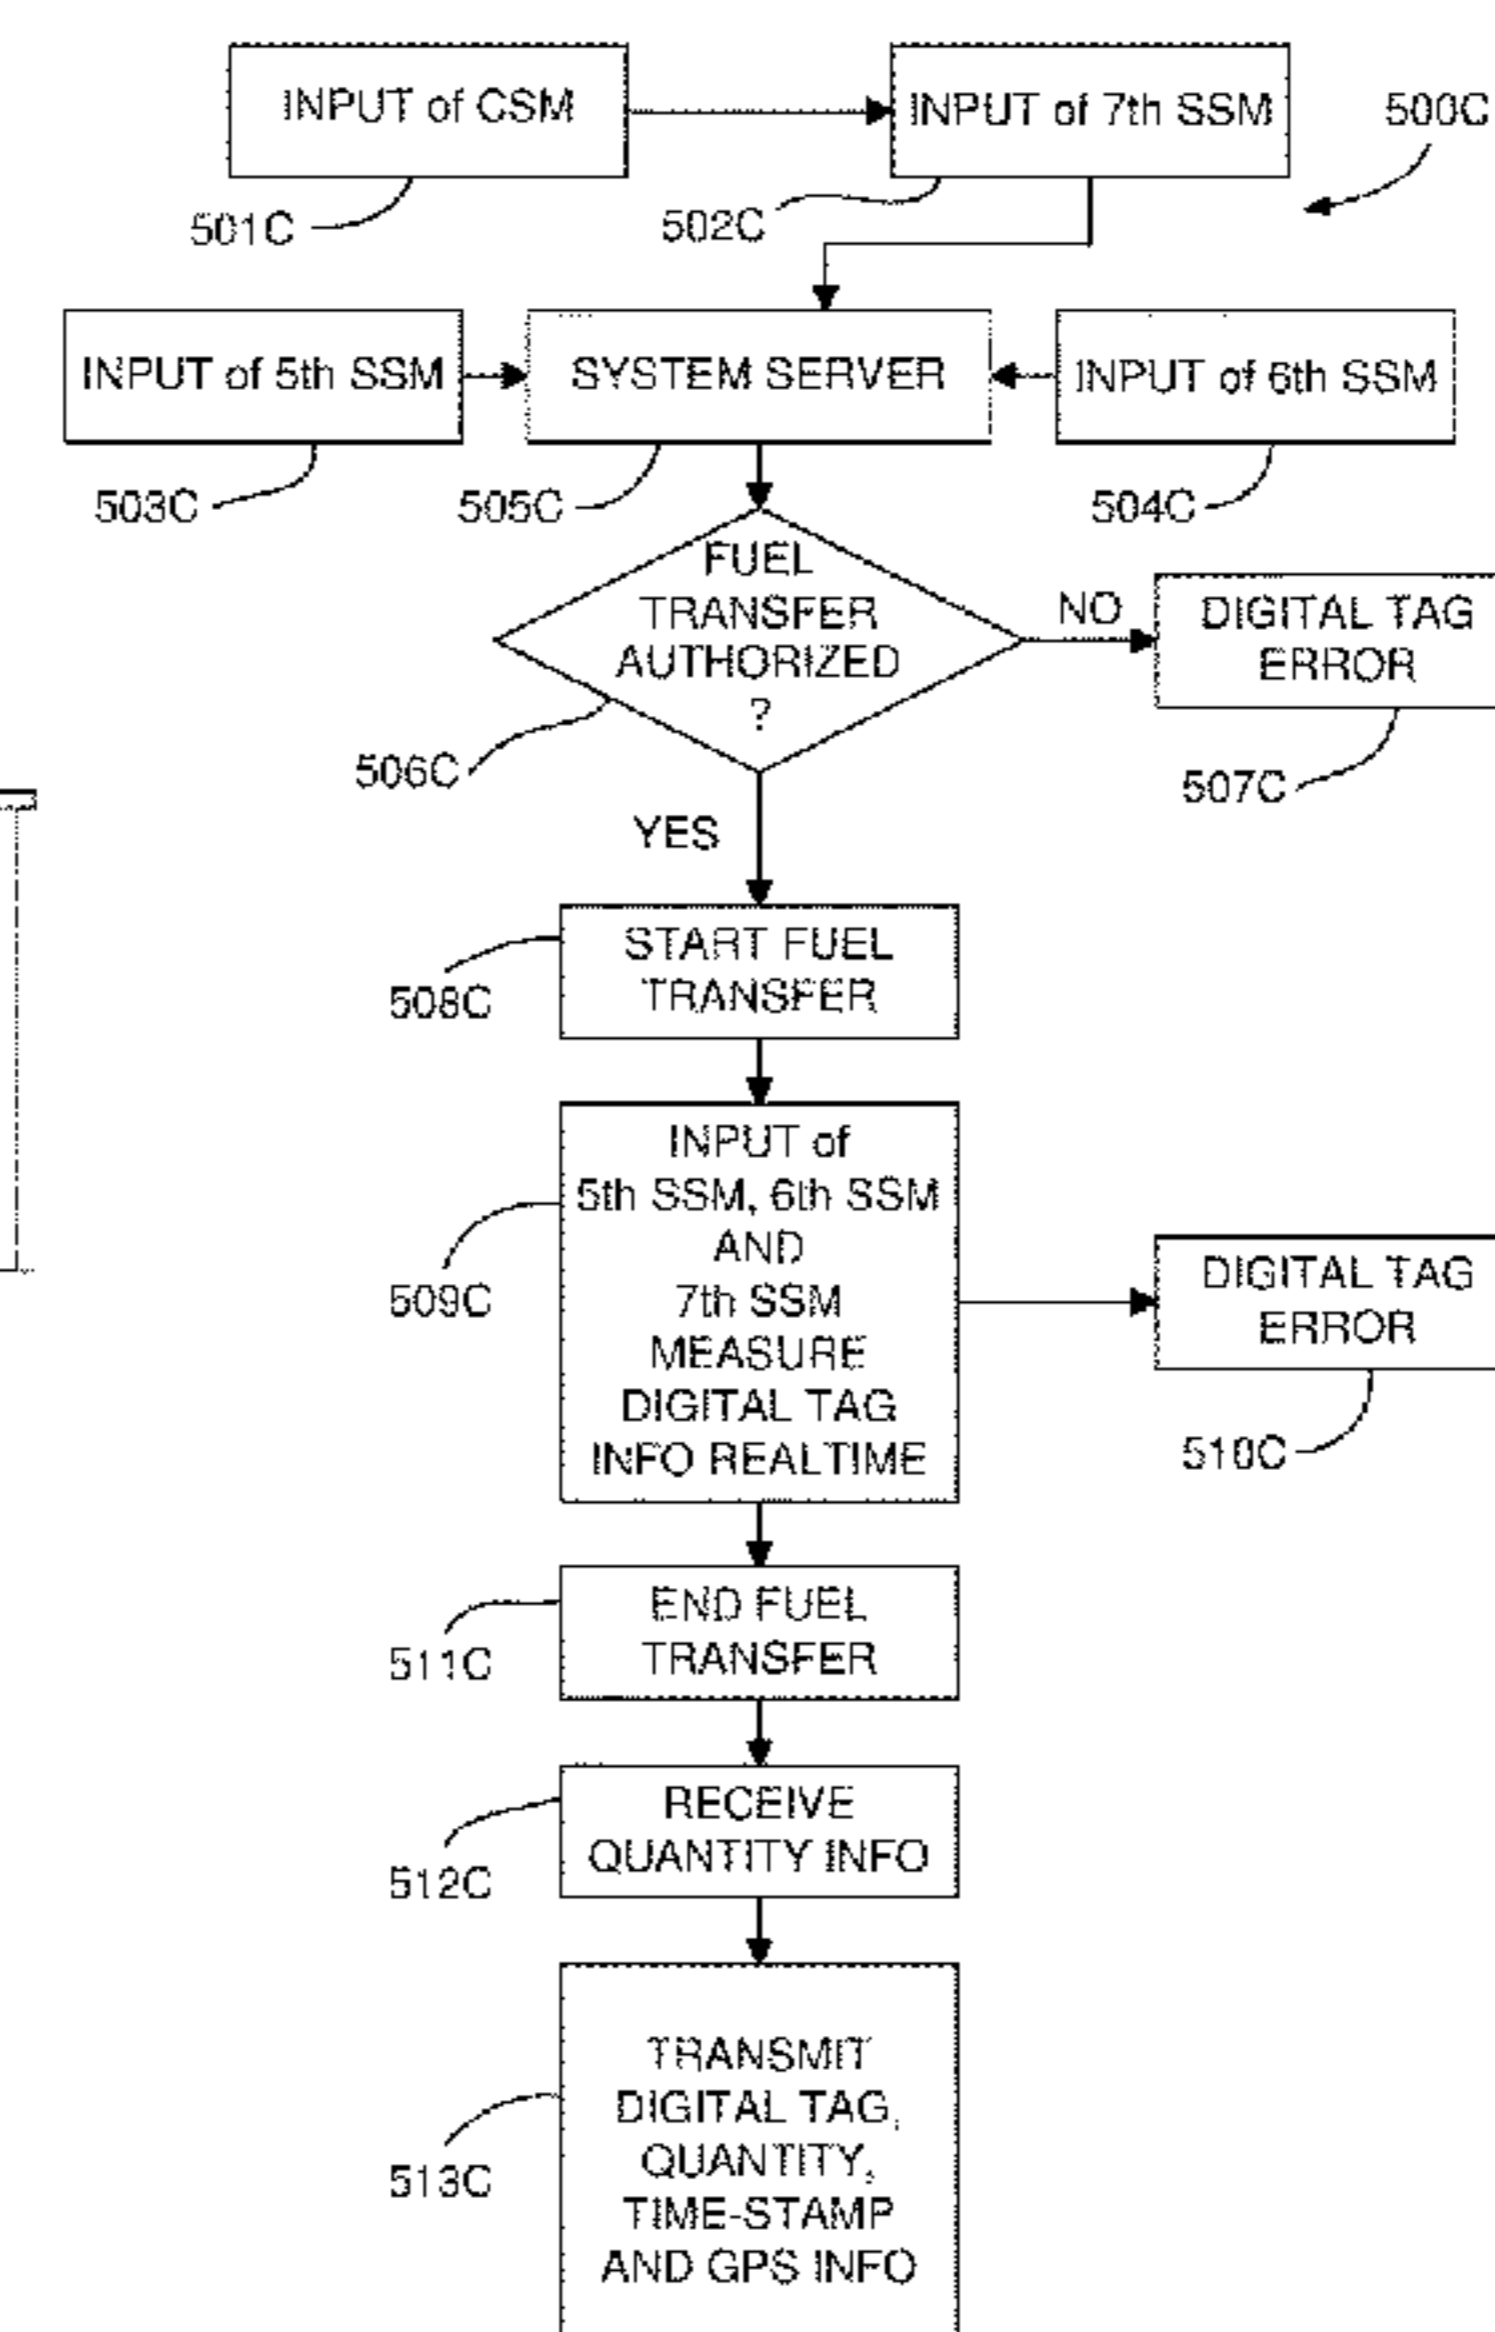 INPUT of CSM
INPUT of 7th SSM
500C
501C
502C
INPUT of 5th SSM
SYSTEM SERVER
INPUT of 6th SSM
503C
505C
504C
FUEL
TRANSFER
AUTHORIZED
?
NO
DIGITAL TAG
ERROR
506C
507C
YES
START FUEL
TRANSFER
508C
INPUT of
5th SSM, 6th SSM
AND
7th SSM
MEASURE
DIGITAL TAG
INFO REALTIME
509C
DIGITAL TAG
ERROR
510C
END FUEL
TRANSFER
511C
RECEIVE
QUANTITY INFO
512C
TRANSMIT
DIGITAL TAG,
QUANTITY,
TIME-STAMP
AND GPS INFO
513C